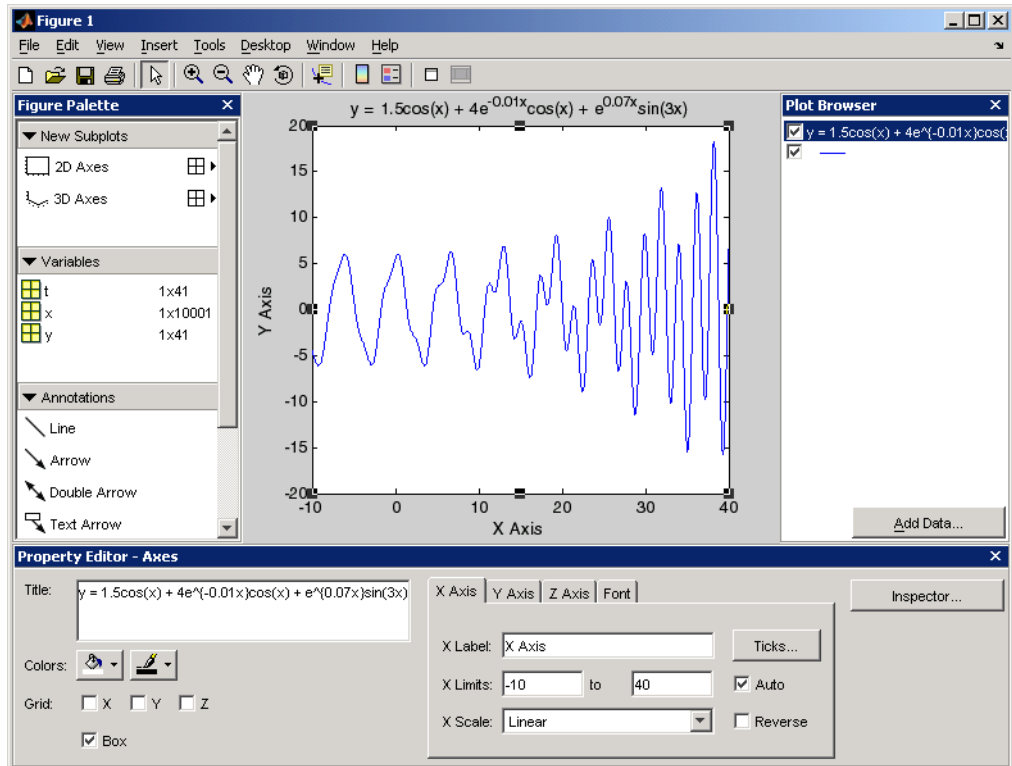 Figure 1
File Edit View Insert Tools Desktop Window Help
Figure Palette
New Subplots
2D Axes
3D Axes
Variables
t 1x41
x 1x10001
y 1x41
Annotations
Line
Arrow
Double Arrow
Text Arrow
y = 1.5cos(x) + 4e^-0.01x cos(x) + e^0.07x sin(3x)
20
15
10
5
0
-5
-10
-15
-20
Y Axis
-10 0 10 20 30 40
X Axis
Plot Browser
y = 1.5cos(x) + 4e^{-0.01x}cos(
Add Data...
Property Editor - Axes
Title: y = 1.5cos(x) + 4e^{-0.01x}cos(x) + e^{0.07x}sin(3x)
Colors:
Grid: X Y Z
Box
X Axis Y Axis Z Axis Font
X Label: X Axis Ticks...
X Limits: -10 to 40 Auto
X Scale: Linear Reverse
Inspector...